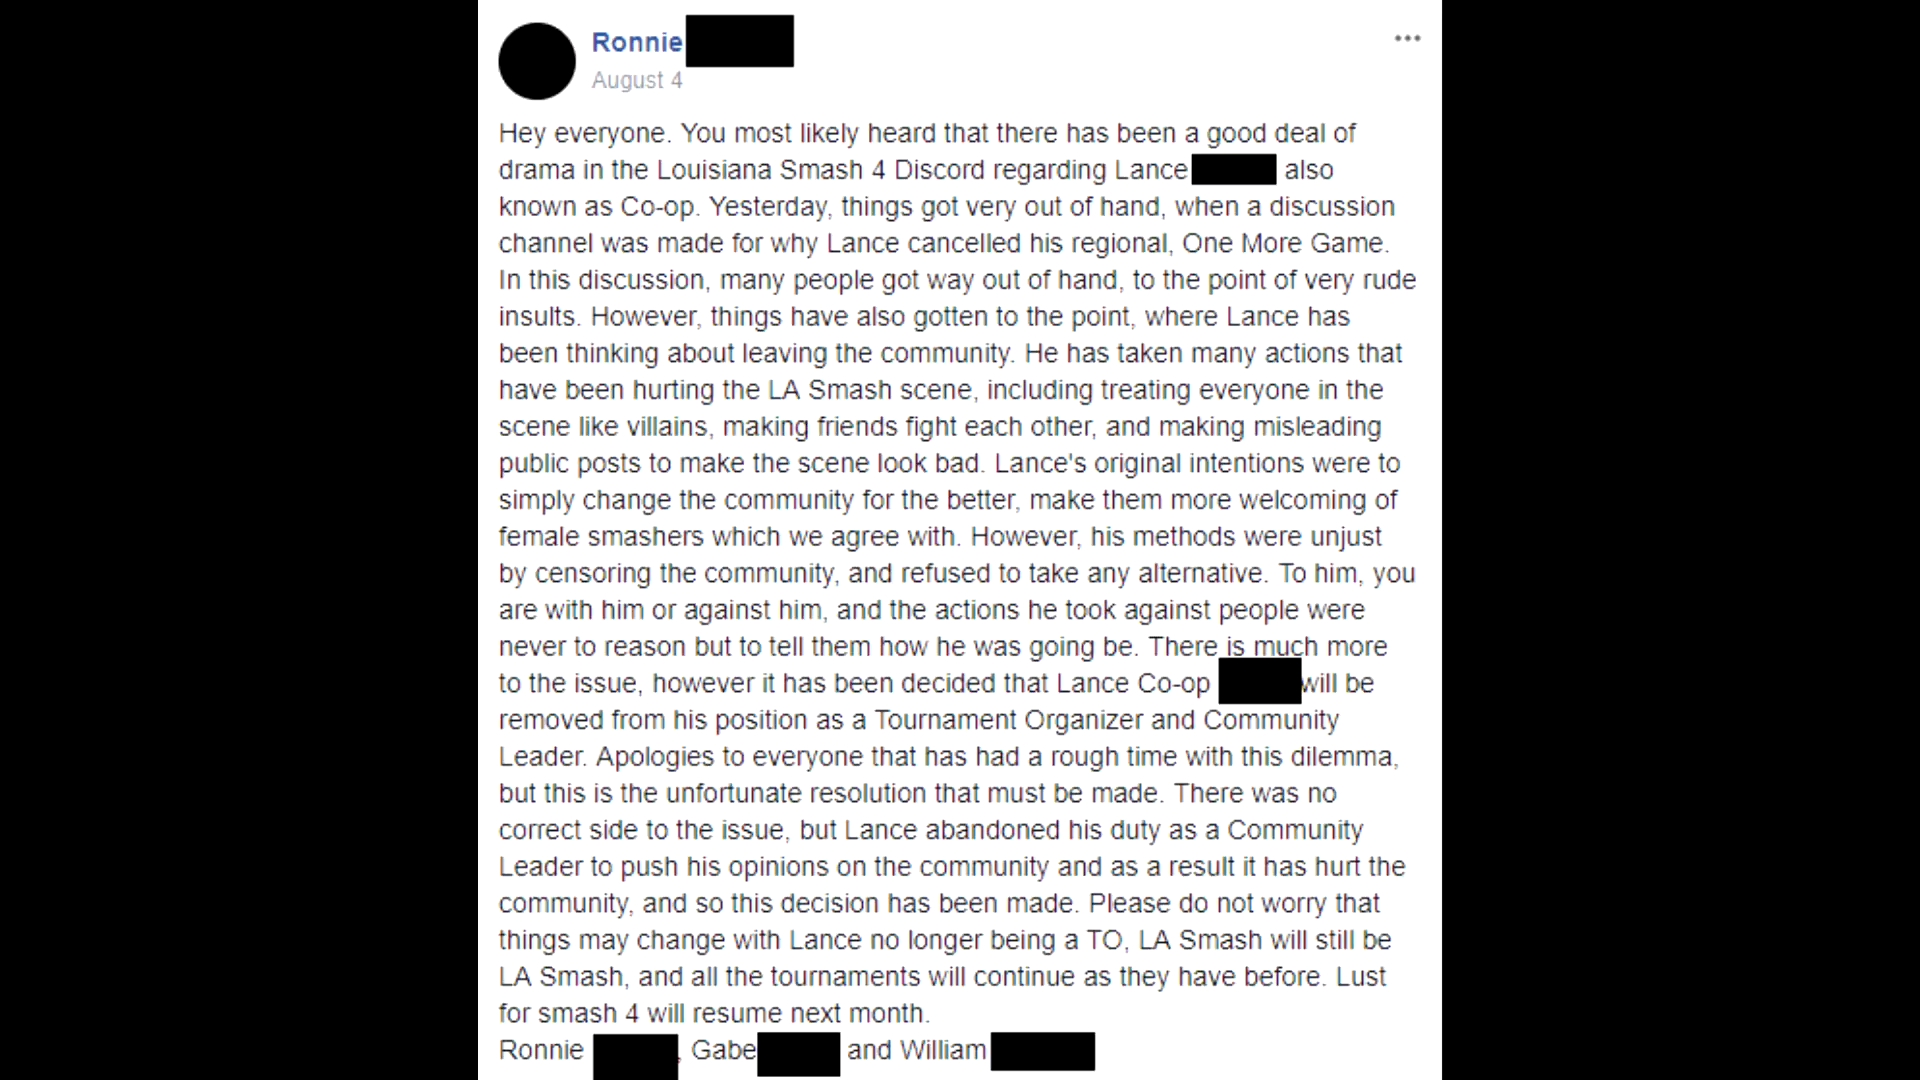 Ronnie
August 4
Hey everyone. You most likely heard that there has been a good deal of
drama in the Louisiana Smash 4 Discord regarding Lance also
known as Co-op. Yesterday, things got very out of hand, when a discussion
channel was made for why Lance cancelled his regional, One More Game.
In this discussion, many people got way out of hand, to the point of very rude
insults. However, things have also gotten to the point, where Lance has
been thinking about leaving the community. He has taken many actions that
have been hurting the LA Smash scene, including treating everyone in the
scene like villains, making friends fight each other, and making misleading
public posts to make the scene look bad. Lance's original intentions were to
simply change the community for the better, make them more welcoming of
female smashers which we agree with. However, his methods were unjust
by censoring the community, and refused to take any alternative. To him, you
are with him or against him, and the actions he took against people were
never to reason but to tell them how he was going be. There is much more
to the issue, however it has been decided that Lance Co-op will be
removed from his position as a Tournament Organizer and Community
Leader. Apologies to everyone that has had a rough time with this dilemma,
but this is the unfortunate resolution that must be made. There was no
correct side to the issue, but Lance abandoned his duty as a Community
Leader to push his opinions on the community and as a result it has hurt the
community, and so this decision has been made. Please do not worry that
things may change with Lance no longer being a TO, LA Smash will still be
LA Smash, and all the tournaments will continue as they have before. Lust
for smash 4 will resume next month.
Ronnie , Gabe and William